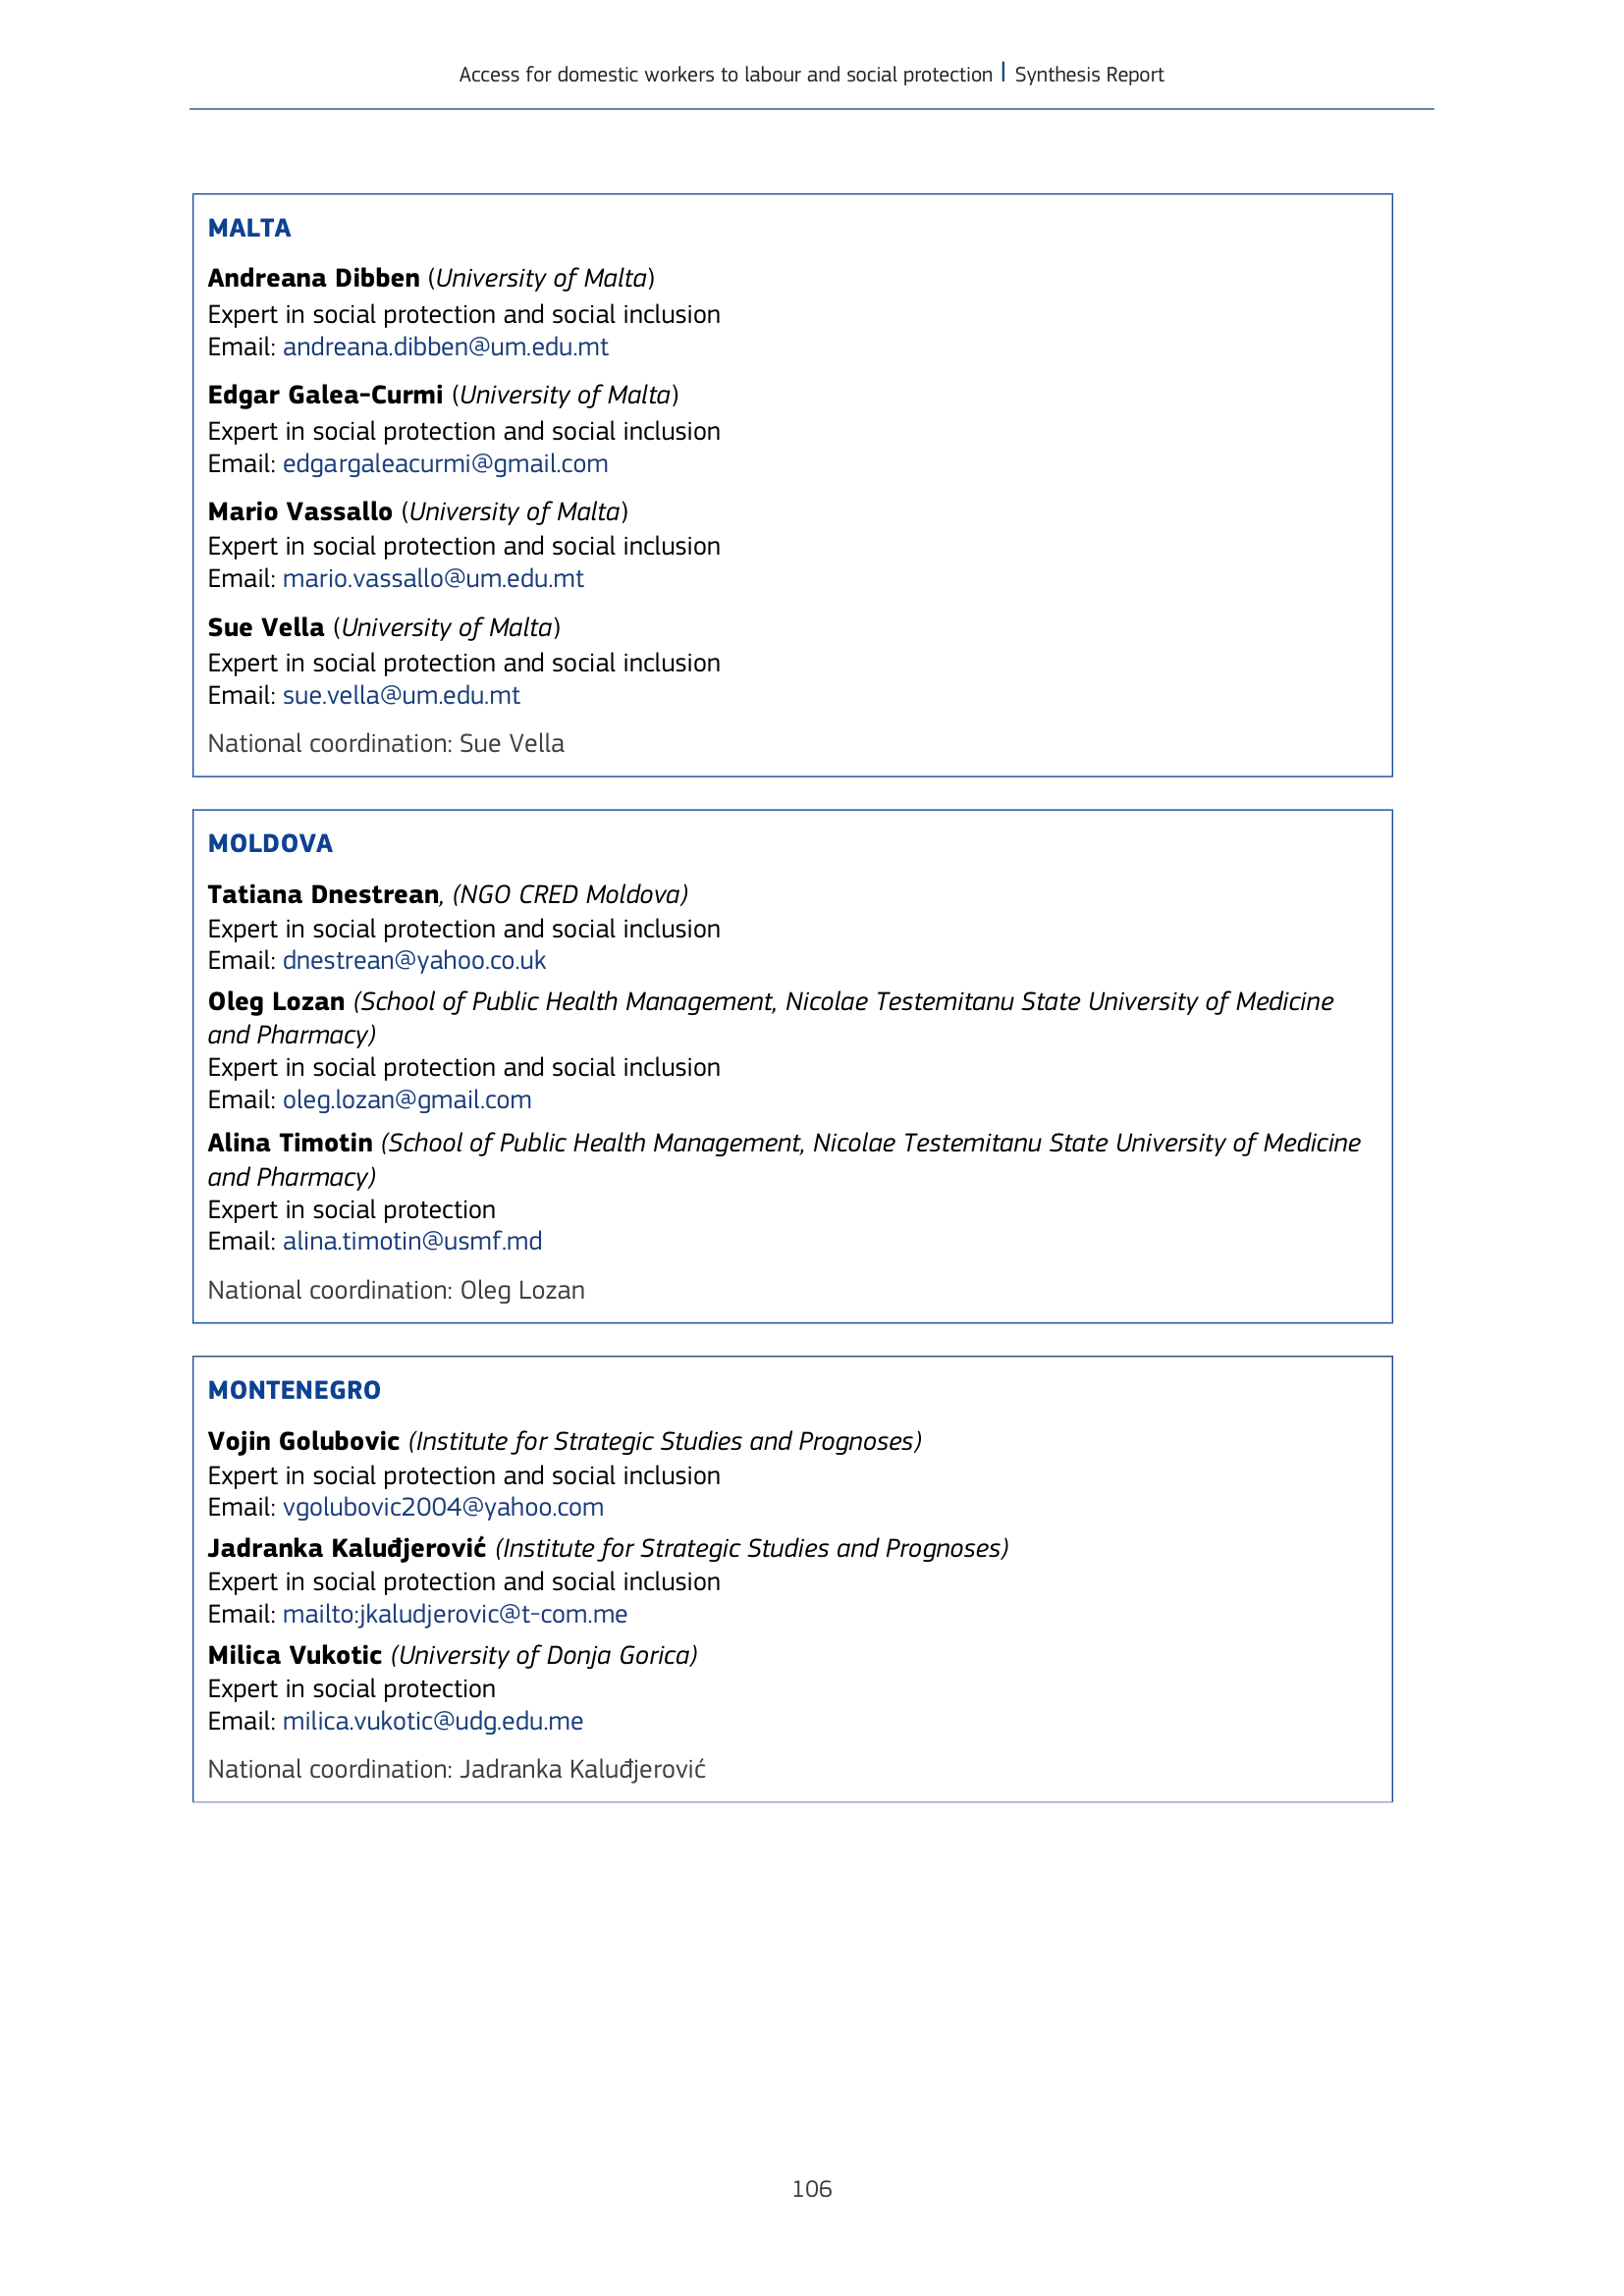 Access for domestic workers to labour and social protection | Synthesis Report
MALTA
Andreana Dibben (University of Malta)
Expert in social protection and social inclusion
Email: andreana.dibben@um.edu.mt
Edgar Galea-Curmi (University of Malta)
Expert in social protection and social inclusion
Email: edgargaleacurmi@gmail.com
Mario Vassallo (University of Malta)
Expert in social protection and social inclusion
Email: mario.vassallo@um.edu.mt
Sue Vella (University of Malta)
Expert in social protection and social inclusion
Email: sue.vella@um.edu.mt
National coordination: Sue Vella
MOLDOVA
Tatiana Dnestrean, (NGO CRED Moldova)
Expert in social protection and social inclusion
Email: dnestrean@yahoo.co.uk
Oleg Lozan (School of Public Health Management, Nicolae Testemitanu State University of Medicine
and Pharmacy)
Expert in social protection and social inclusion
Email: oleg.lozan@gmail.com
Alina Timotin (School of Public Health Management, Nicolae Testemitanu State University of Medicine
and Pharmacy)
Expert in social protection
Email: alina.timotin@usmf.md
National coordination: Oleg Lozan
MONTENEGRO
Vojin Golubovic (Institute for Strategic Studies and Prognoses)
Expert in social protection and social inclusion
Email: vgolubovic2004@yahoo.com
Jadranka Kaluđjerović (Institute for Strategic Studies and Prognoses)
Expert in social protection and social inclusion
Email: mailto:jkaludjerovic@t-com.me
Milica Vukotic (University of Donja Gorica)
Expert in social protection
Email: milica.vukotic@udg.edu.me
National coordination: Jadranka Kaluđjerović
106